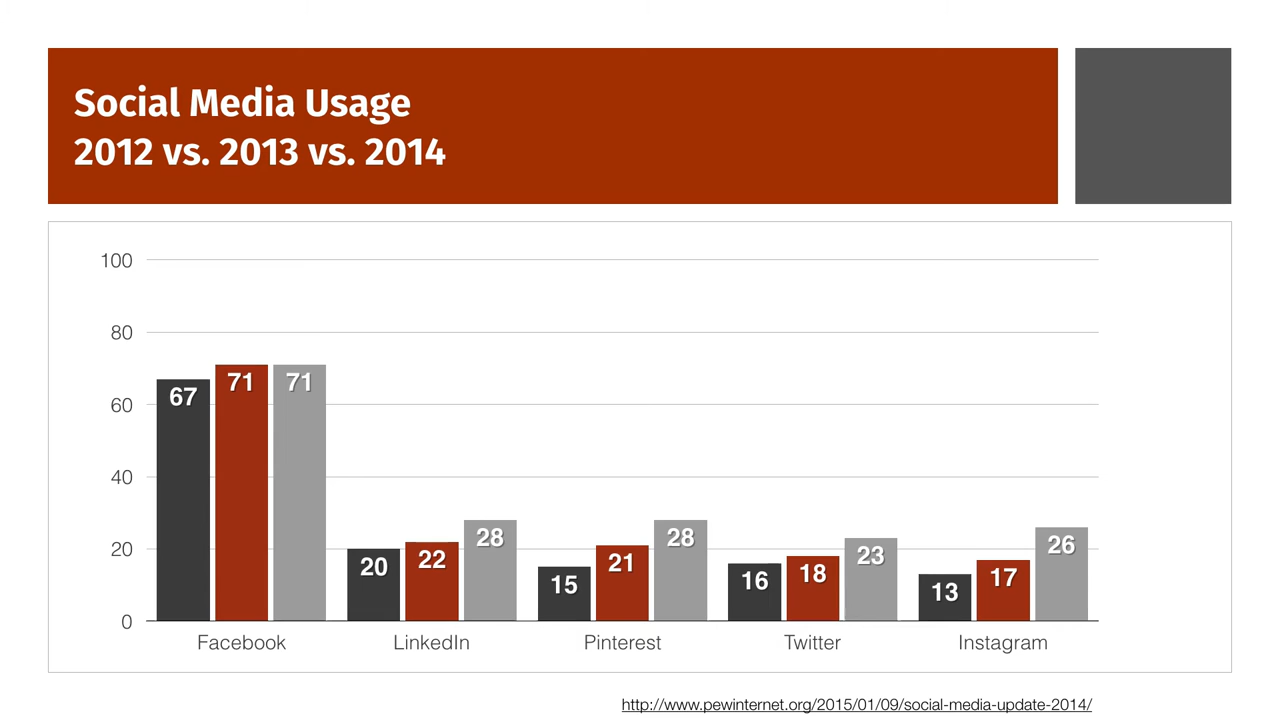 Social Media Usage
2012 vs. 2013 vs. 2014
100
80
60
40
20
0
67
71
71
20
22
28
15
21
28
16
18
23
13
17
26
Facebook
LinkedIn
Pinterest
Twitter
Instagram
http://www.pewinternet.org/2015/01/09/social-media-update-2014/